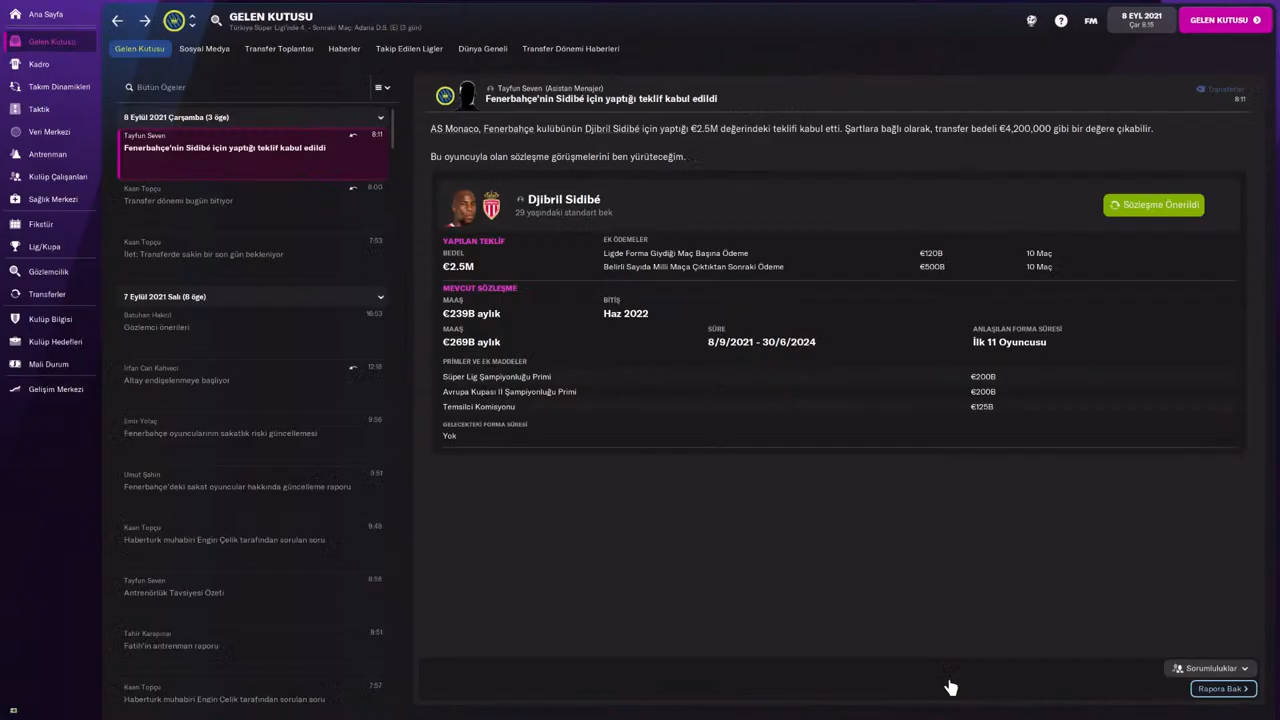 Ana Sayfa
Gelen Kutusu
Kadro
Takım Dinamikleri
Taktik
Veri Merkezi
Antrenman
Kulüp Çalışanları
Sağlık Merkezi
Fikstür
Lig/Kupa
Gözlemcilik
Transferler
Kulüp Bilgisi
Kulüp Hedefleri
Mali Durum
Gelişim Merkezi
GELEN KUTUSU
Türkiye Süper Ligi'nde 4. - Sonraki Maç: Adana D.S. (E) (3 gün)
FM
8 EYL 2021
Çar 8:15
GELEN KUTUSU
Gelen Kutusu
Sosyal Medya
Transfer Toplantısı
Haberler
Takip Edilen Ligler
Dünya Geneli
Transfer Dönemi Haberleri
Bütün Ögeler
8 Eylül 2021 Çarşamba (3 öge)
Tayfun Seven 8:11
Fenerbahçe'nin Sidibé için yaptığı teklif kabul edildi
Kaan Topçu 8:00
Transfer dönemi bugün bitiyor
Kaan Topçu 7:53
İlet: Transferde sakin bir son gün bekleniyor
7 Eylül 2021 Salı (8 öge)
Batuhan 16:53
Gözlemci önerileri
İrfan Can Kahveci 12:18
Altay endişelenmeye başlıyor
Emir Yolaç 9:56
Fenerbahçe oyuncularının sakatlık riski güncellemesi
Umut Şahin 9:51
Fenerbahçe'deki sakat oyuncular hakkında güncelleme raporu
Kaan Topçu 9:49
Haberturk muhabiri Engin Çelik tarafından sorulan soru
Tayfun Seven 8:56
Antrenörlük Tavsiyesi Özeti
Tahir Karapınar 8:51
Fatih'in antrenman raporu
Kaan Topçu 7:57
Haberturk muhabiri Engin Çelik tarafından sorulan soru
Tayfun Seven (Asistan Menajer)
Fenerbahçe'nin Sidibé için yaptığı teklif kabul edildi
Transferler
8:11
AS Monaco, Fenerbahçe kulübünün Djibril Sidibé için yaptığı €2.5M değerindeki teklifi kabul etti. Şartlara bağlı olarak, transfer bedeli €4,200,000 gibi bir değere çıkabilir.
Bu oyuncuyla olan sözleşme görüşmelerini ben yürüteceğim.
Djibril Sidibé
29 yaşındaki standart bek
Sözleşme Önerildi
YAPILAN TEKLİF
BEDEL
€2.5M
EK ÖDEMELER
Ligde Forma Giydiği Maç Başına Ödeme €120B 10 Maç
Belirli Sayıda Milli Maça Çıktıktan Sonraki Ödeme €500B 10 Maç
MEVCUT SÖZLEŞME
MAAŞ BİTİŞ
€239B aylık Haz 2022
MAAŞ SÜRE ANLAŞILAN FORMA SÜRESİ
€269B aylık 8/9/2021 - 30/6/2024 İlk 11 Oyuncusu
PRİMLER VE EK MADDELER
Süper Lig Şampiyonluğu Primi €200B
Avrupa Kupası II Şampiyonluğu Primi €200B
Temsilci Komisyonu €125B
GELECEKTEKİ FORMA SÜRESİ
Yok
Sorumluluklar
Rapora Bak